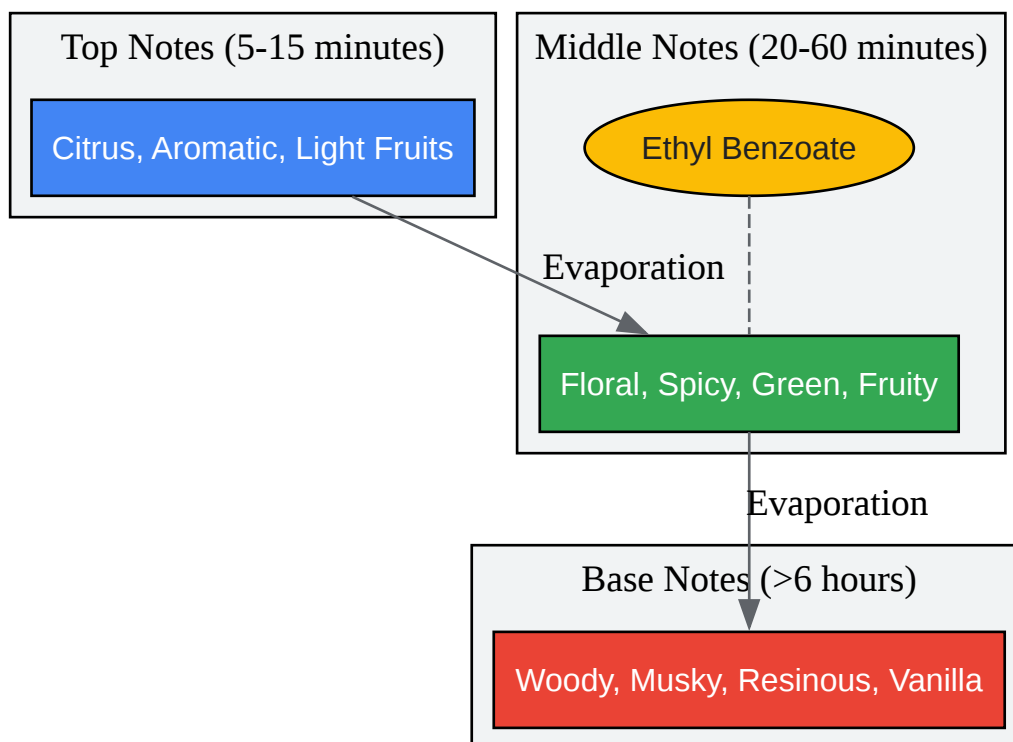 Top Notes (5-15 minutes)
Citrus, Aromatic, Light Fruits
Middle Notes (20-60 minutes)
Ethyl Benzoate
Evaporation
Floral, Spicy, Green, Fruity
Evaporation
Base Notes (>6 hours)
Woody, Musky, Resinous, Vanilla